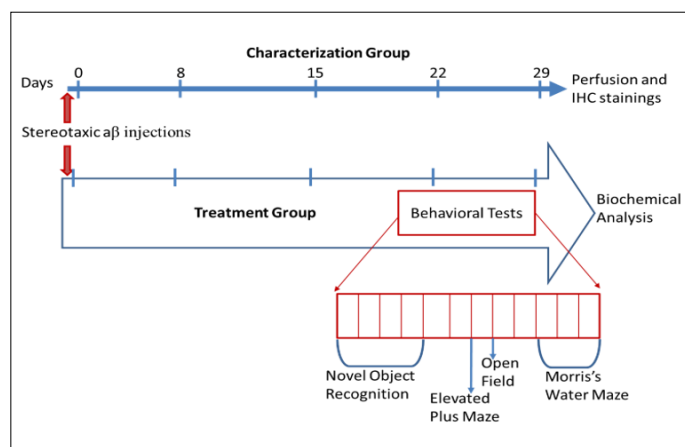 Characterization Group
Days
0 8 15 22 29
Perfusion and
IHC stainings
Stereotaxic aβ injections
Treatment Group
Behavioral Tests
Biochemical
Analysis
Novel Object
Recognition
Elevated
Plus Maze
Open
Field
Morris's
Water Maze